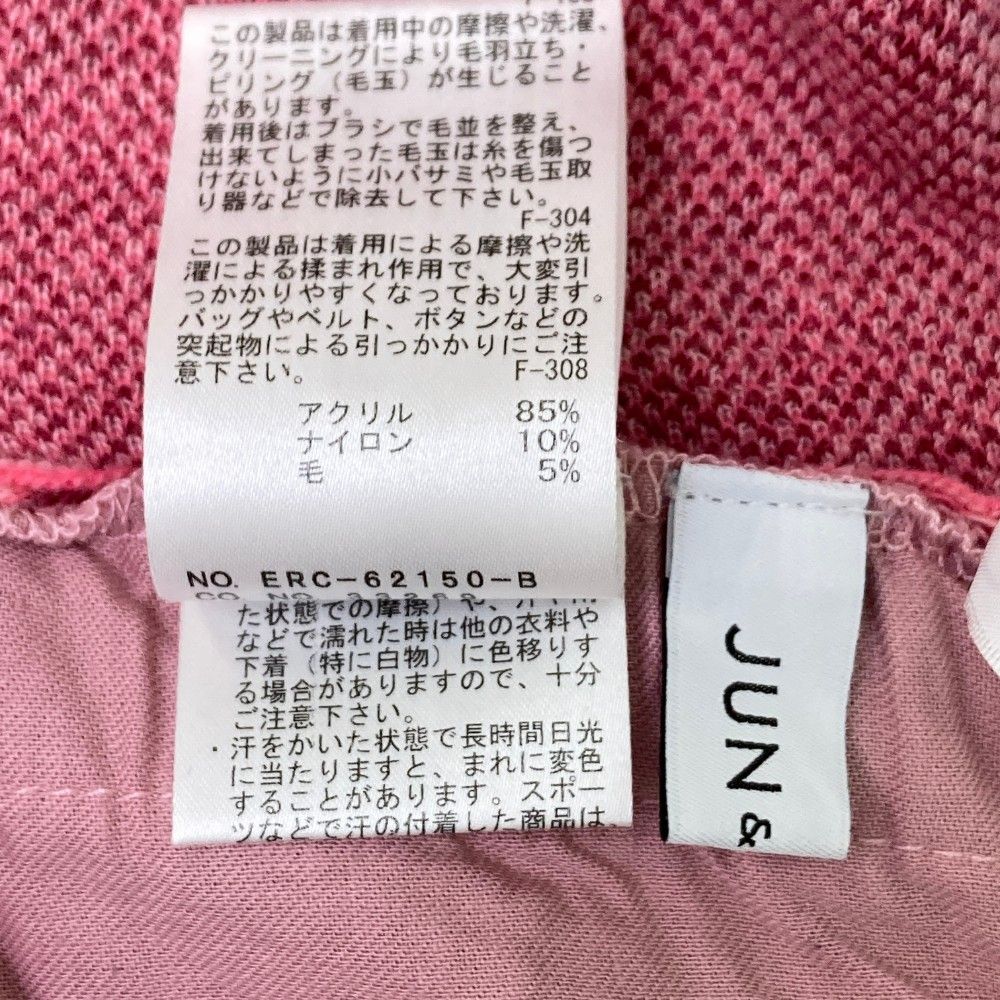 この製品は着用中の摩擦や洗濯、
クリーニングにより毛羽立ち・
ピリング（毛玉）が生じること
があります。
着用後はブラシで毛並を整え、
出来てしまった毛玉は糸を傷つ
けないように小バサミや毛玉取
り器などで除去して下さい。
F-304
この製品は着用による摩擦や洗
濯による揉まれ作用で、大変引
っかかりやすくなっております。
バッグやベルト、ボタンなどの
突起物による引っかかりにご注
意下さい。 F-308
アクリル 85%
ナイロン 10%
毛 5%
NO. ERC-62150-B
た状態での摩擦）や、
などで濡れた時は他の衣料や
下着（特に白物）に色移りす
る場合がありますので、十分
ご注意下さい。
・汗をかいた状態で長時間日光
に当たりますと、まれに変色
することがあります。スポー
ツなどで汗の付着した商品は、
JUN &